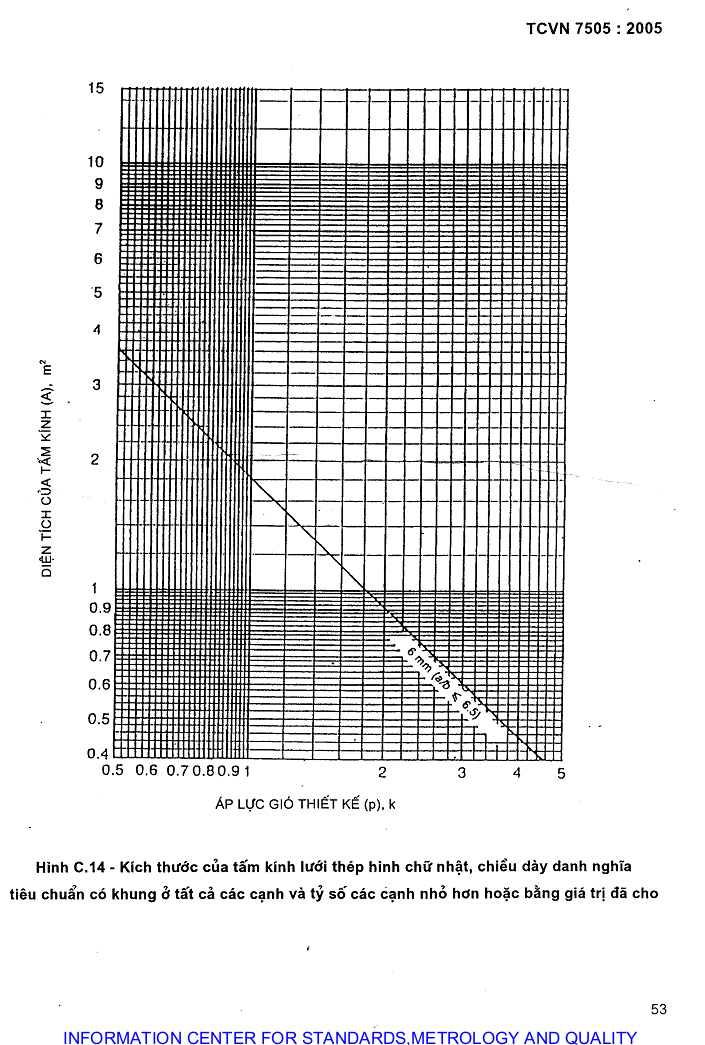 TCVN 7505 : 2005
15
10
9
8
7
6
5
4
3
2
1
0.9
0.8
0.7
0.6
0.5
0.4
DIỆN TÍCH CỦA TẤM KÍNH (A), m²
6 mm (a/b ≤ 6.5)
0.5 0.6 0.7 0.8 0.9 1 2 3 4 5
ÁP LỰC GIÓ THIẾT KẾ (p), k
Hình C.14 - Kích thước của tấm kính lưới thép hình chữ nhật, chiều dày danh nghĩa
tiêu chuẩn có khung ở tất cả các cạnh và tỷ số các cạnh nhỏ hơn hoặc bằng giá trị đã cho
53
INFORMATION CENTER FOR STANDARDS,METROLOGY AND QUALITY